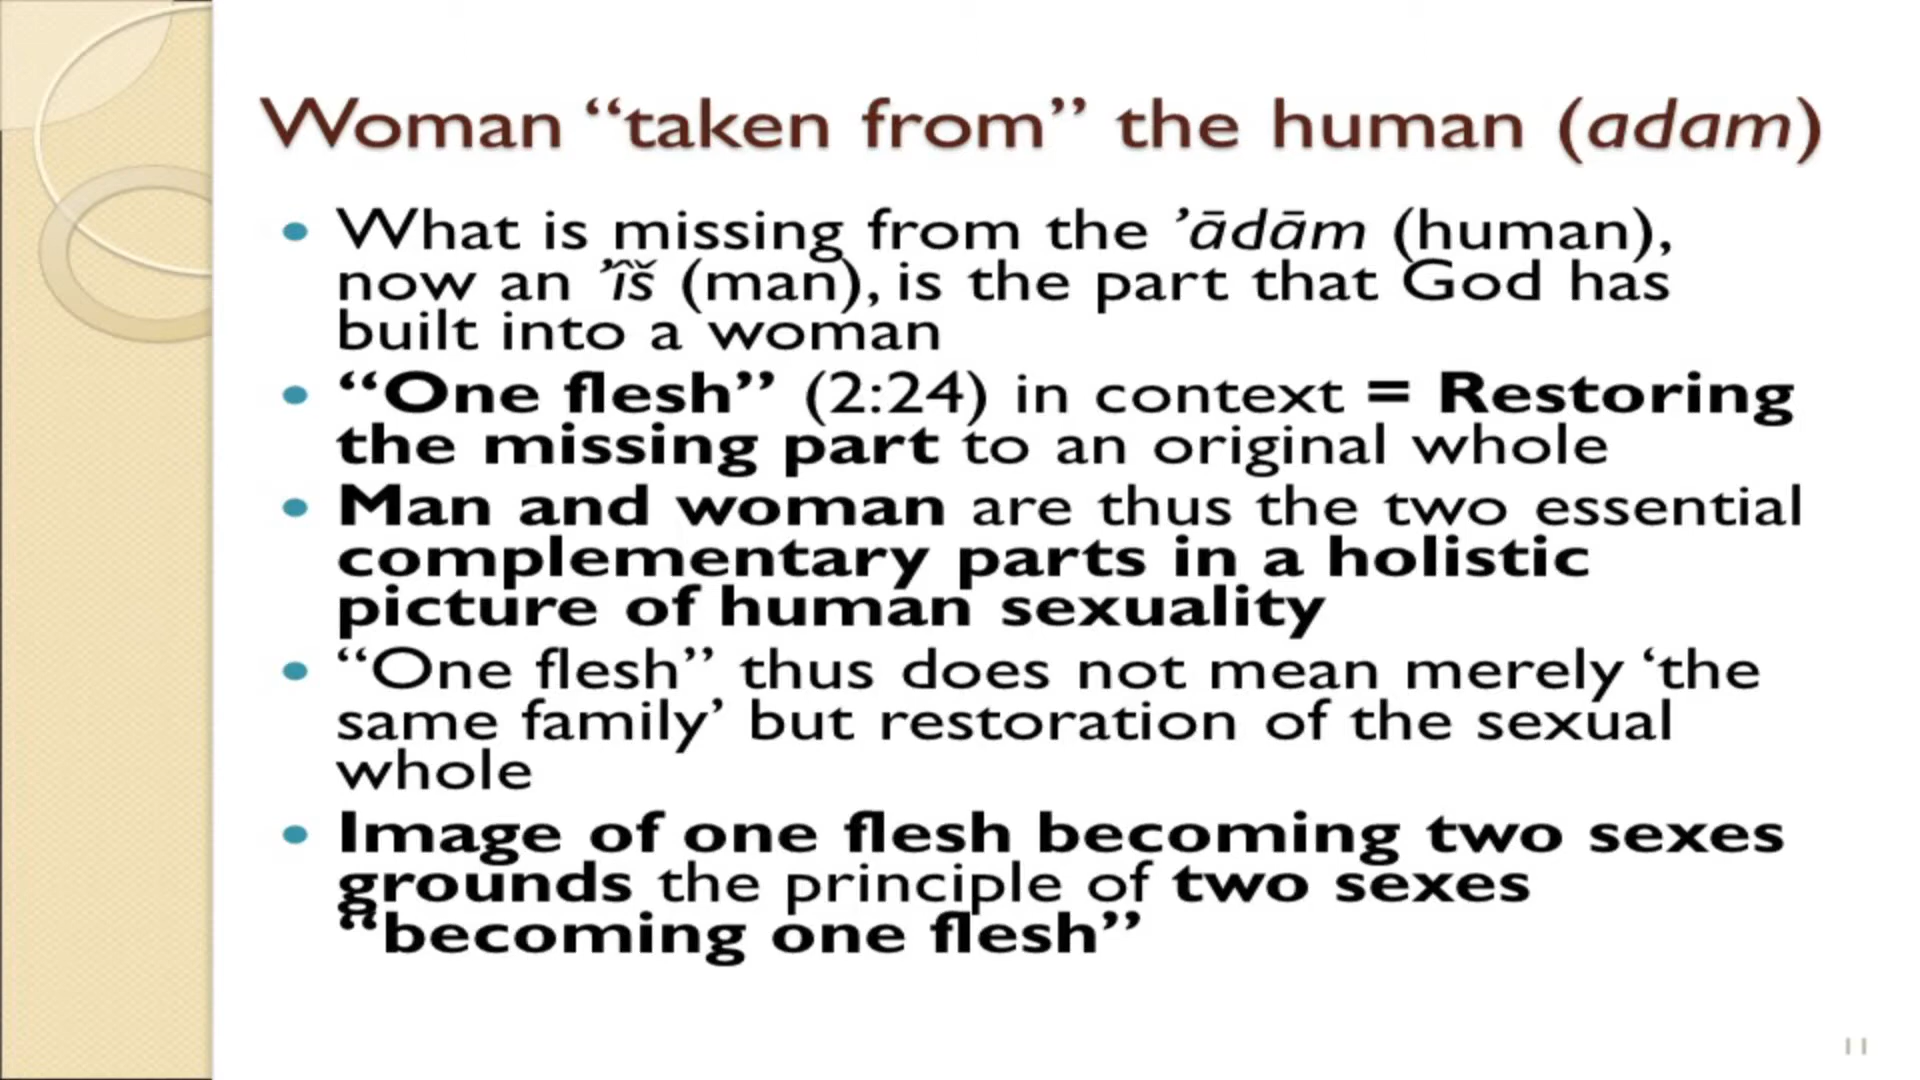 Woman “taken from” the human (adam)
• What is missing from the ’ādām (human),
now an ’îš (man), is the part that God has
built into a woman
• “One flesh” (2:24) in context = Restoring
the missing part to an original whole
• Man and woman are thus the two essential
complementary parts in a holistic
picture of human sexuality
• “One flesh” thus does not mean merely ‘the
same family’ but restoration of the sexual
whole
• Image of one flesh becoming two sexes
grounds the principle of two sexes
“becoming one flesh”
11